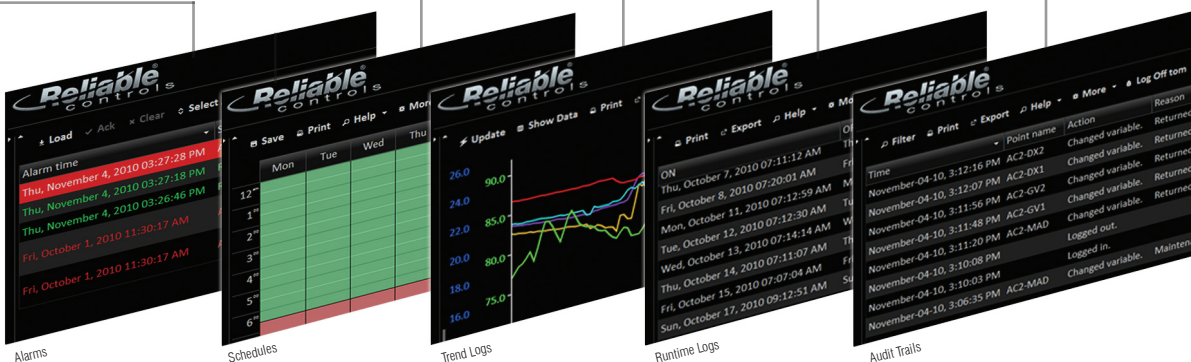 Reliable
controls
Load Ack Clear Select
Alarm time
Thu, November 4, 2010 03:27:28 PM
Thu, November 4, 2010 03:27:18 PM
Thu, November 4, 2010 03:26:46 PM
Fri, October 1, 2010 11:30:17 AM
Fri, October 1, 2010 11:30:17 AM
Alarms
Reliable
controls
Save Print Help More
Mon Tue Wed Thu
12
1
2
3
4
5
6
Schedules
Reliable
controls
Update Show Data Print
26.0 90.0
24.0
22.0 85.0
20.0 80.0
18.0
16.0 75.0
Trend Logs
Reliable
controls
Print Export Help
ON
Thu, October 7, 2010 07:11:12 AM
Fri, October 8, 2010 07:20:01 AM
Mon, October 11, 2010 07:12:59 AM
Tue, October 12, 2010 07:12:30 AM
Wed, October 13, 2010 07:14:14 AM
Thu, October 14, 2010 07:11:07 AM
Fri, October 15, 2010 07:07:04 AM
Sun, October 17, 2010 09:12:51 AM
Runtime Logs
Reliable
controls
Filter Print Export Help More Log Off tom
Time Point name Action Reason
November-04-10, 3:12:16 PM AC2-DX2 Changed variable. Returned
November-04-10, 3:12:07 PM AC2-DX1 Changed variable. Returned
November-04-10, 3:11:56 PM AC2-GV2 Changed variable. Returned
November-04-10, 3:11:48 PM AC2-GV1 Changed variable. Returned
November-04-10, 3:11:20 PM AC2-MAD Changed variable. Returned
November-04-10, 3:10:08 PM Logged out.
November-04-10, 3:10:03 PM Logged in.
November-04-10, 3:06:35 PM AC2-MAD Changed variable.
Audit Trails